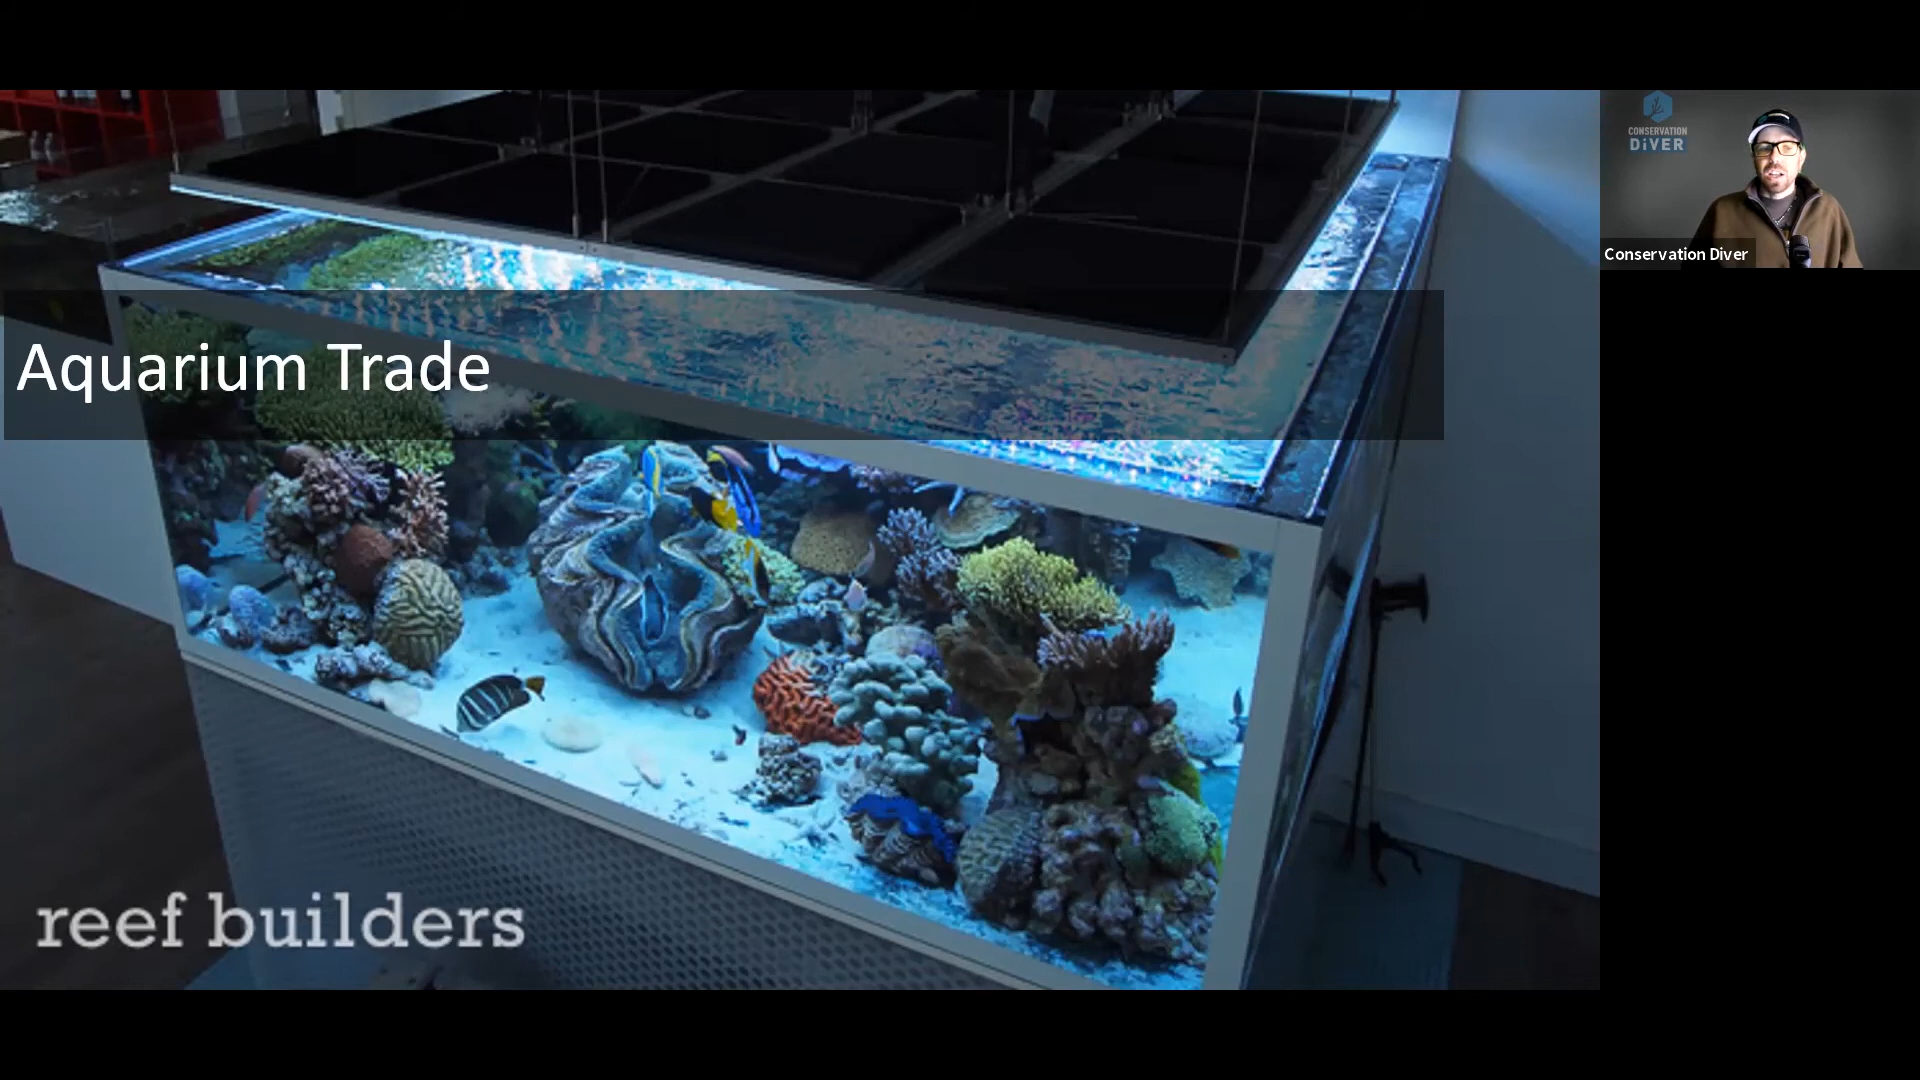 Aquarium Trade
reef builders
CONSERVATION
DiVER
Conservation Diver